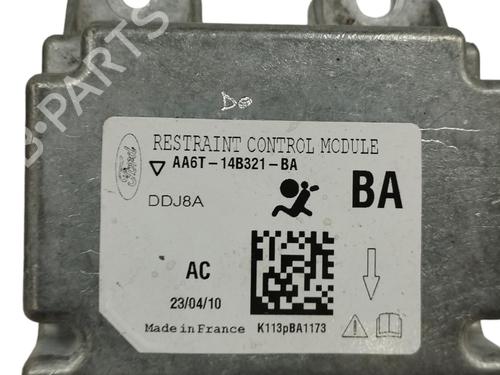 B-PARTS
RESTRAINT CONTROL MODULE
Ford
AA6T-14B321-BA
DDJ8A
BA
AC
23/04/10
Made in France
K113pBA1173